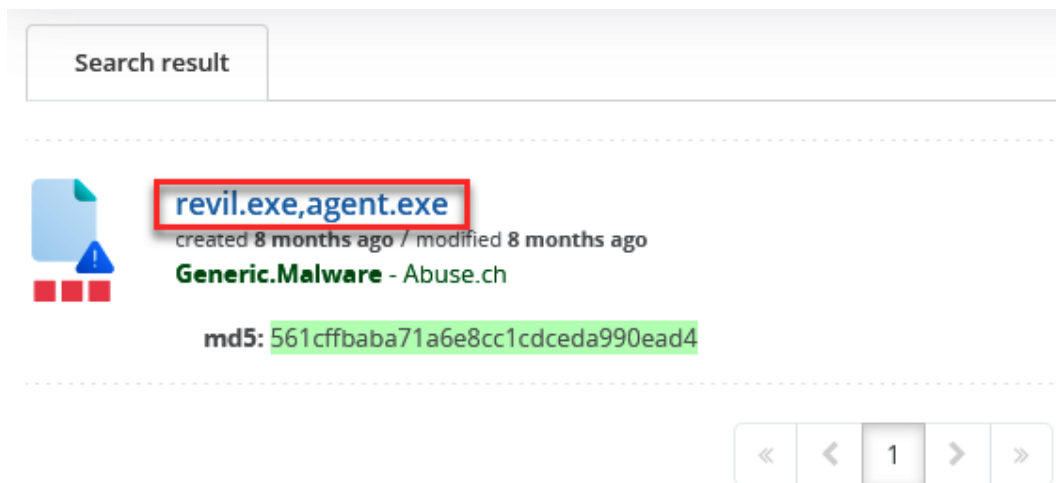 Search result
revil.exe,agent.exe
created 8 months ago / modified 8 months ago
Generic.Malware - Abuse.ch
md5: 561cffbaba71a6e8cc1cdceda990ead4
« < 1 > »